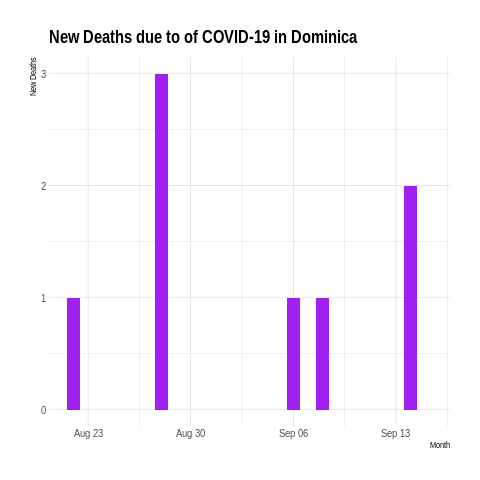 New Deaths due to of COVID-19 in Dominica
New Deaths
3
2
1
0
Aug 23 Aug 30 Sep 06 Sep 13
Month